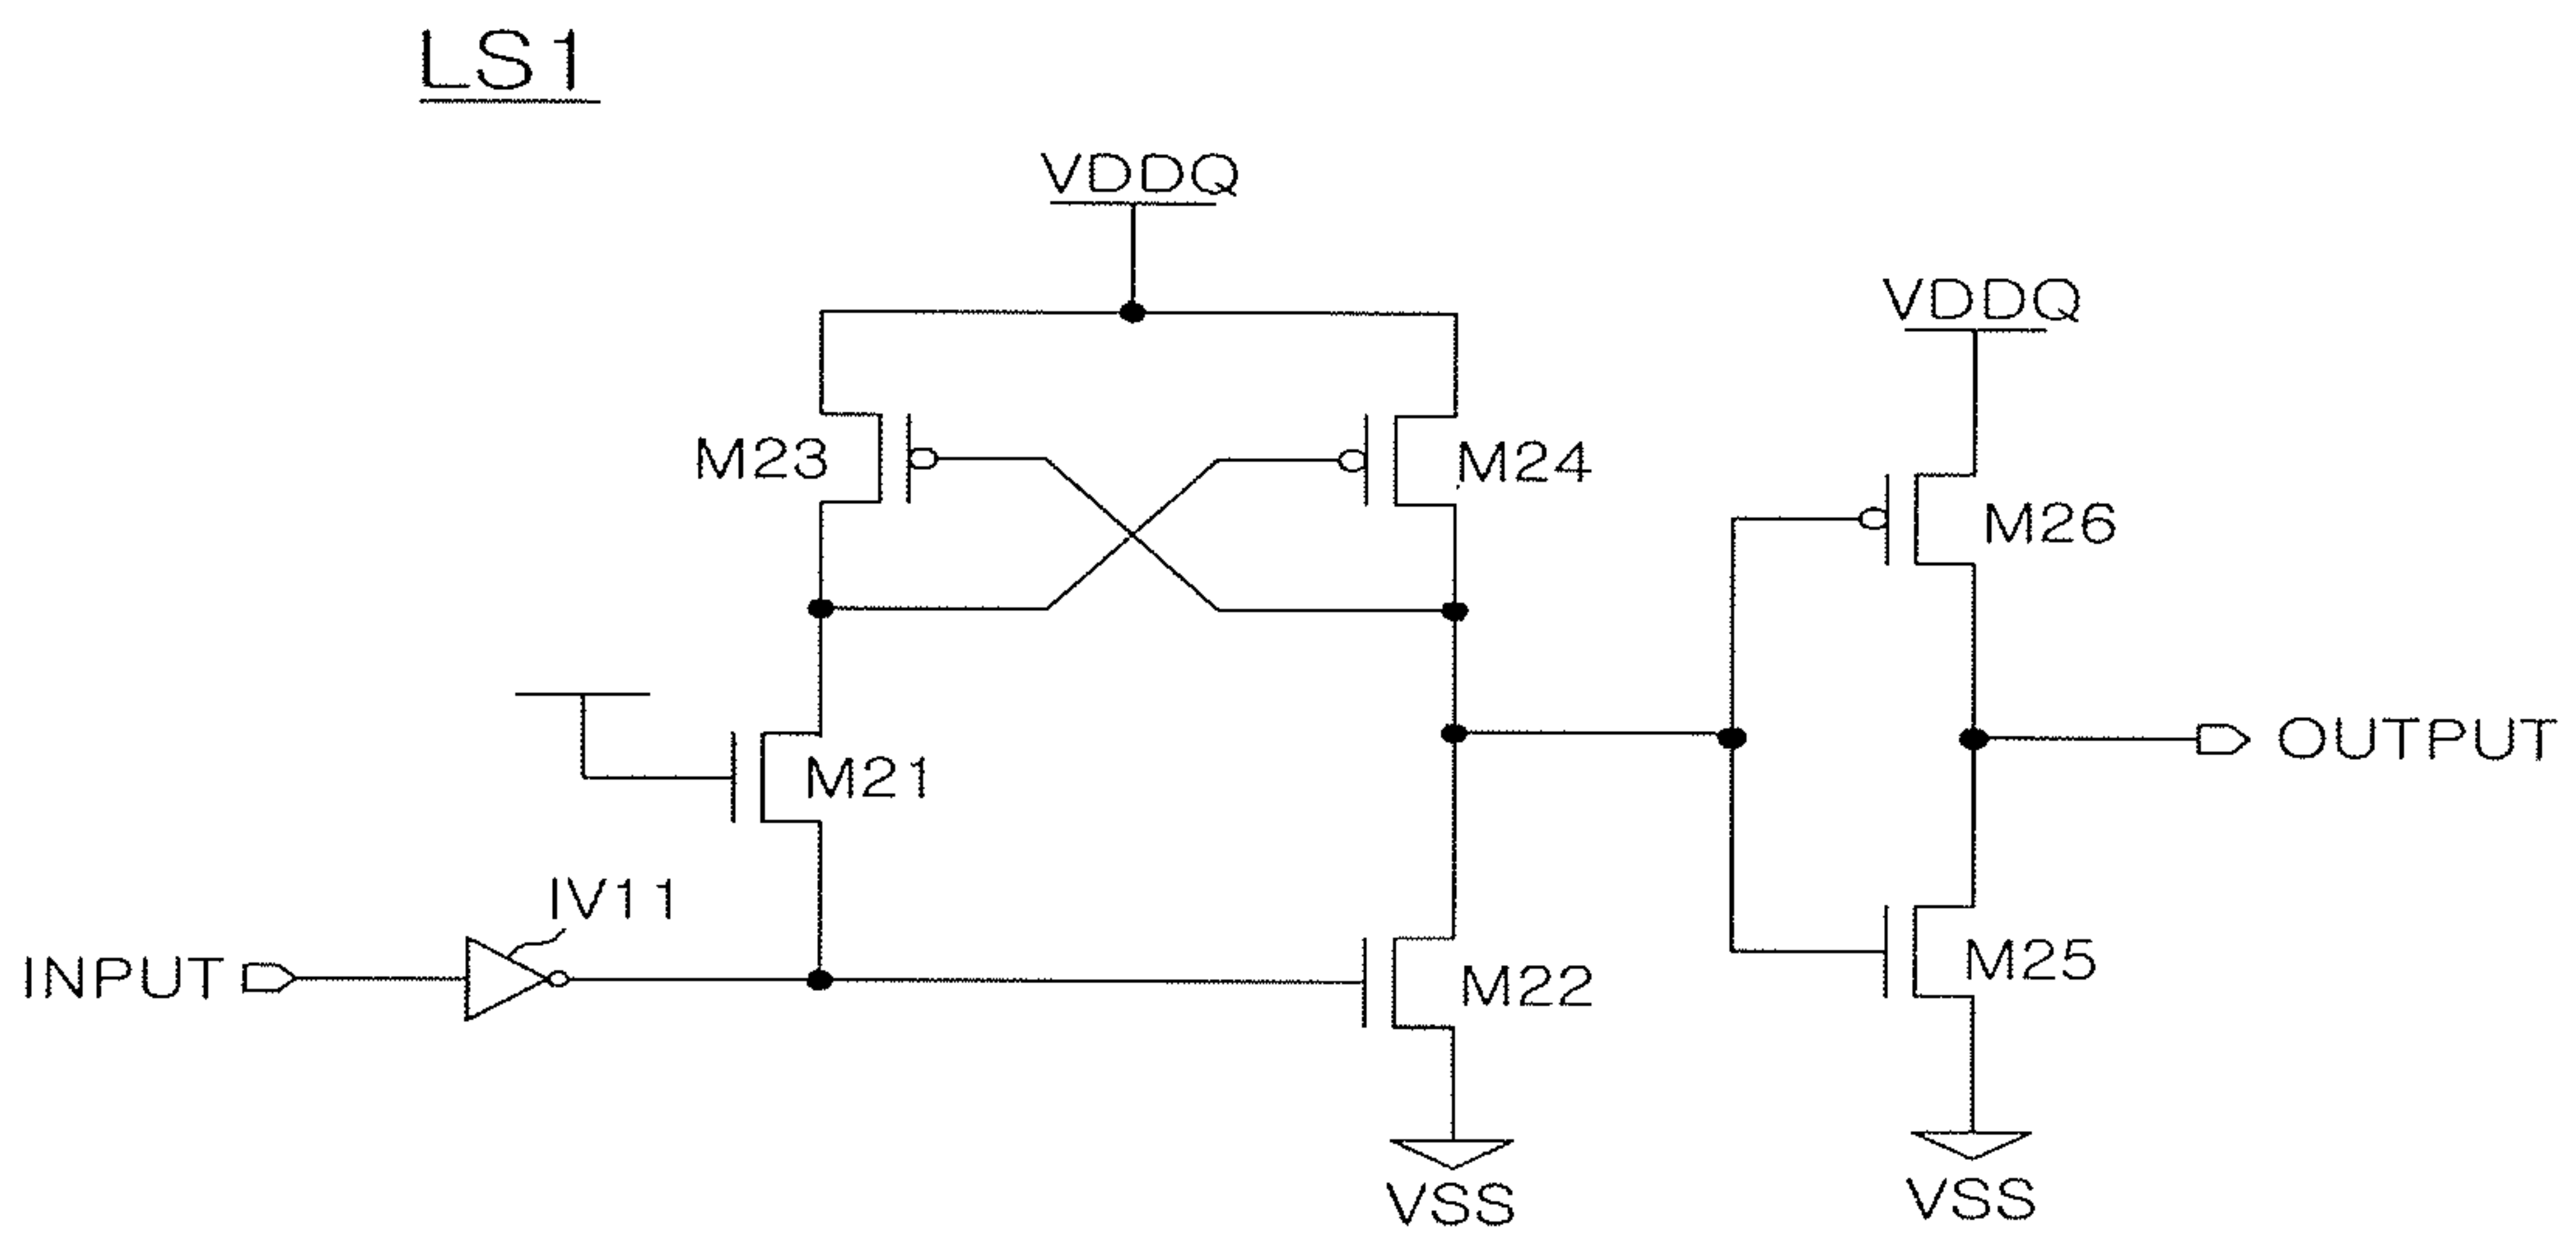 LS1
VDDQ
VDDQ
M23
M24
M26
M21
OUTPUT
IV11
INPUT
M22
M25
VSS
VSS